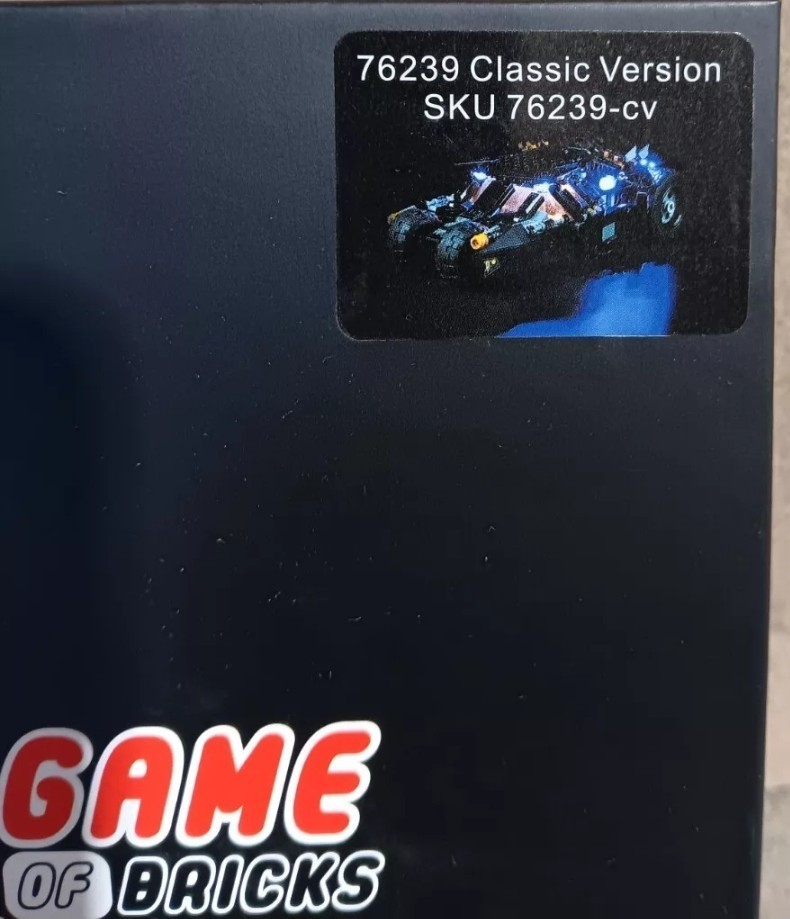 76239 Classic Version
SKU 76239-cv
GAME
OF BRICKS